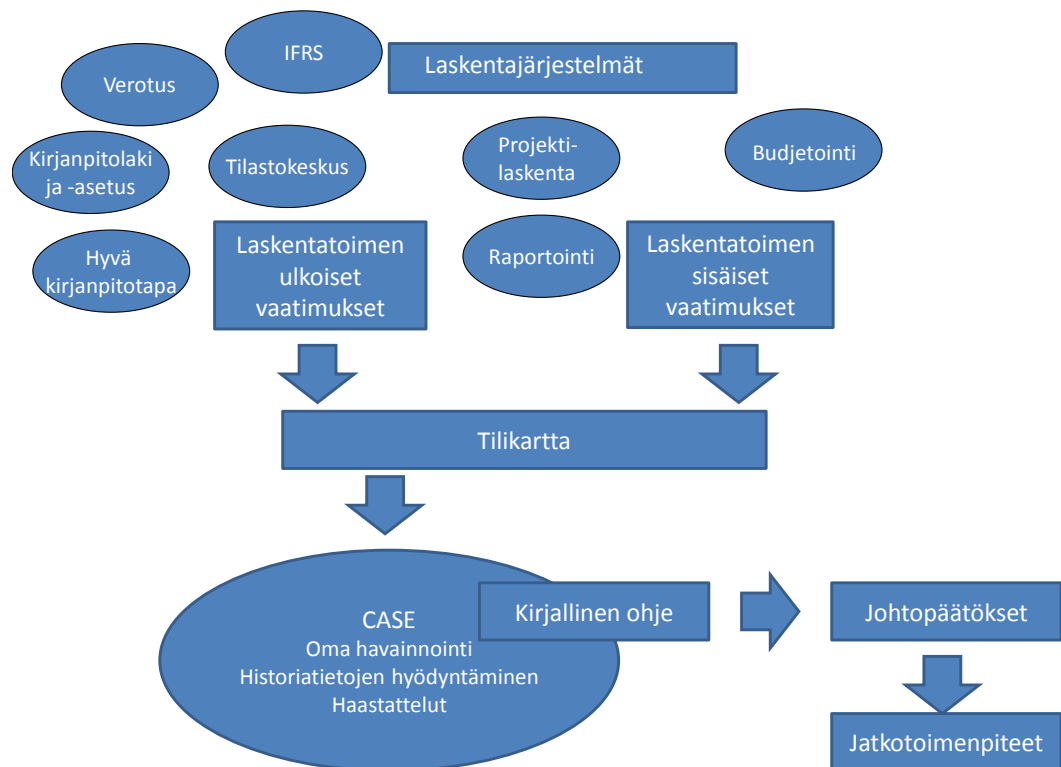 IFRS
Laskentajärjestelmät
Verotus
Kirjanpitolaki
ja -asetus
Tilastokeskus
Projekti-
laskenta
Budjetointi
Hyvä
kirjanpitotapa
Laskentatoimen
ulkoiset
vaatimukset
Raportointi
Laskentatoimen
sisäiset
vaatimukset
Tilikartta
CASE
Oma havainnointi
Historiatietojen hyödyntäminen
Haastattelut
Kirjallinen ohje
Johtopäätökset
Jatkotoimenpiteet